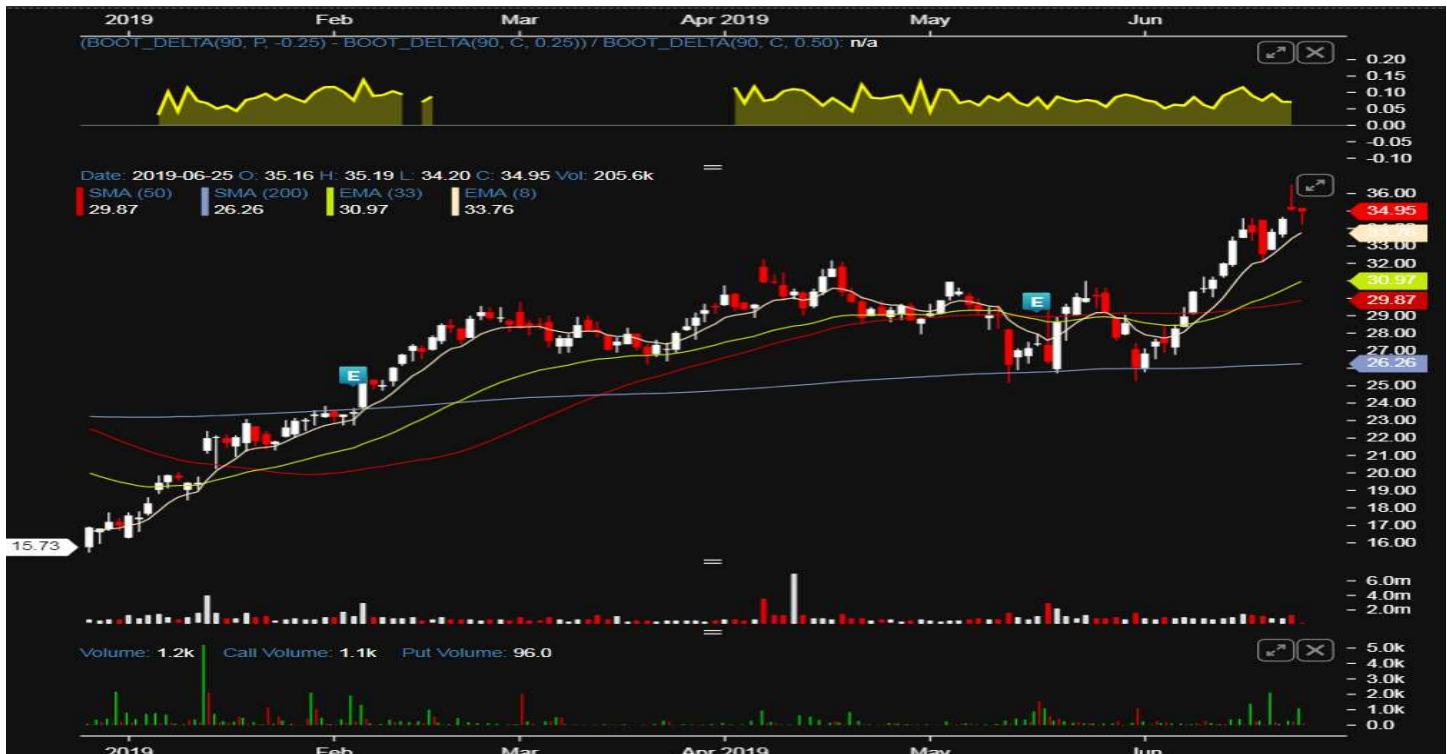 2019 Feb Mar Apr 2019 May Jun
(BOOT_DELTA(90, P, -0.25) - BOOT_DELTA(90, C, 0.25)) / BOOT_DELTA(90, C, 0.50): n/a
0.20
0.15
0.10
0.05
0.00
-0.05
-0.10
Date: 2019-06-25 O: 35.16 H: 35.19 L: 34.20 C: 34.95 Vol: 205.6k
SMA (50) SMA (200) EMA (33) EMA (8)
29.87 26.26 30.97 33.76
36.00
34.95
33.76
33.00
32.00
30.97
29.87
29.00
28.00
27.00
26.26
25.00
24.00
23.00
22.00
21.00
20.00
19.00
18.00
17.00
16.00
15.73
E
E
6.0m
4.0m
2.0m
Volume: 1.2k Call Volume: 1.1k Put Volume: 96.0
5.0k
4.0k
3.0k
2.0k
1.0k
0.0
2019 Feb Mar Apr 2019 May Jun